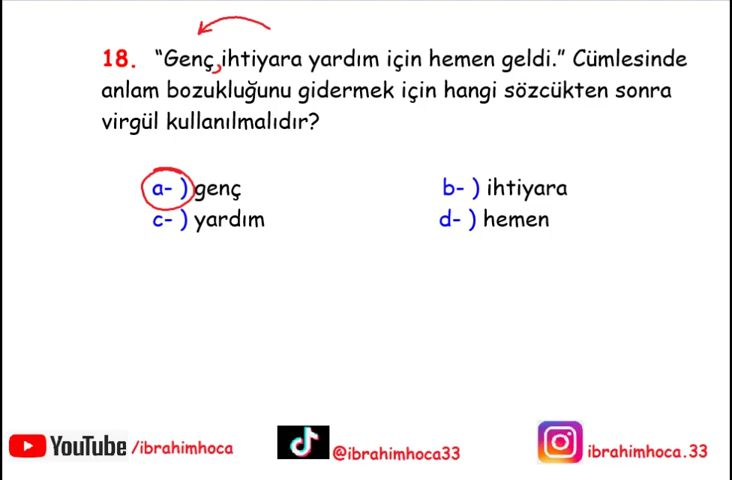 18. “Genç, ihtiyara yardım için hemen geldi.” Cümlesinde
anlam bozukluğunu gidermek için hangi sözcükten sonra
virgül kullanılmalıdır?
a- ) genç
b- ) ihtiyara
c- ) yardım
d- ) hemen
YouTube /ibrahimhoca
@ibrahimhoca33
ibrahimhoca.33